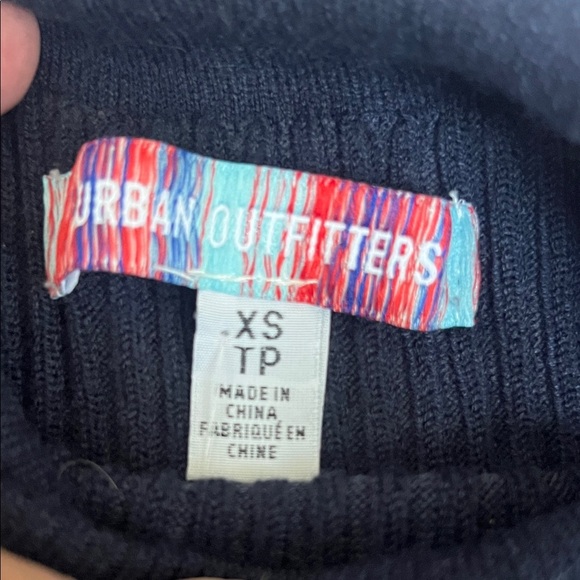 URBAN OUTFITTERS
XS
TP
MADE IN
CHINA
FABRIQUÉ EN
CHINE